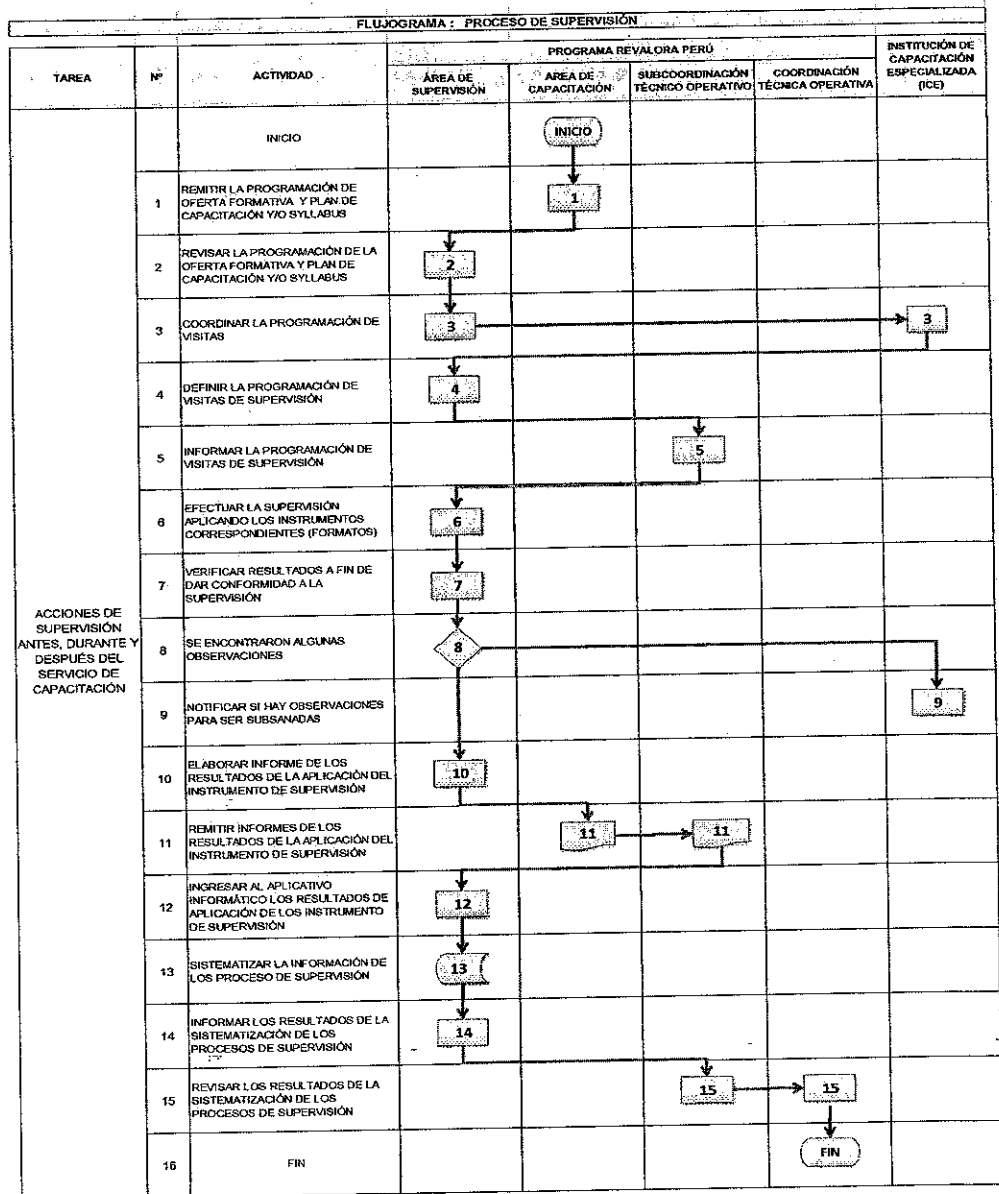 FLUJOGRAMA : PROCESO DE SUPERVISIÓN
TAREA
Nº
ACTIVIDAD
PROGRAMA REVALORA PERÚ
ÁREA DE
SUPERVISIÓN
AREA DE
CAPACITACIÓN
SUBCOORDINACIÓN
TÉCNICO OPERATIVO
COORDINACIÓN
TÉCNICA OPERATIVA
INSTITUCIÓN DE
CAPACITACIÓN
ESPECIALIZADA
(ICE)
ACCIONES DE
SUPERVISIÓN
ANTES, DURANTE Y
DESPUÉS DEL
SERVICIO DE
CAPACITACIÓN
INICIO
INICIO
1
REMITIR LA PROGRAMACIÓN DE
OFERTA FORMATIVA Y PLAN DE
CAPACITACIÓN Y/O SYLLABUS
1
2
REVISAR LA PROGRAMACIÓN DE LA
OFERTA FORMATIVA Y PLAN DE
CAPACITACIÓN Y/O SYLLABUS
2
3
COORDINAR LA PROGRAMACIÓN DE
VISITAS
3
3
4
DEFINIR LA PROGRAMACIÓN DE
VISITAS DE SUPERVISIÓN
4
5
INFORMAR LA PROGRAMACIÓN DE
VISITAS DE SUPERVISIÓN
5
6
EFECTUAR LA SUPERVISIÓN
APLICANDO LOS INSTRUMENTOS
CORRESPONDIENTES (FORMATOS)
6
7
VERIFICAR RESULTADOS A FIN DE
DAR CONFORMIDAD A LA
SUPERVISIÓN
7
8
SE ENCONTRARON ALGUNAS
OBSERVACIONES
8
9
NOTIFICAR SI HAY OBSERVACIONES
PARA SER SUBSANADAS
9
10
ELABORAR INFORME DE LOS
RESULTADOS DE LA APLICACIÓN DEL
INSTRUMENTO DE SUPERVISIÓN
10
11
REMITIR INFORMES DE LOS
RESULTADOS DE LA APLICACIÓN DEL
INSTRUMENTO DE SUPERVISIÓN
11
11
12
INGRESAR AL APLICATIVO
INFORMÁTICO LOS RESULTADOS DE
APLICACIÓN DE LOS INSTRUMENTO
DE SUPERVISIÓN
12
13
SISTEMATIZAR LA INFORMACIÓN DE
LOS PROCESO DE SUPERVISIÓN
13
14
INFORMAR LOS RESULTADOS DE LA
SISTEMATIZACIÓN DE LOS
PROCESOS DE SUPERVISIÓN
14
15
REVISAR LOS RESULTADOS DE LA
SISTEMATIZACIÓN DE LOS
PROCESOS DE SUPERVISIÓN
15
15
16
FIN
FIN